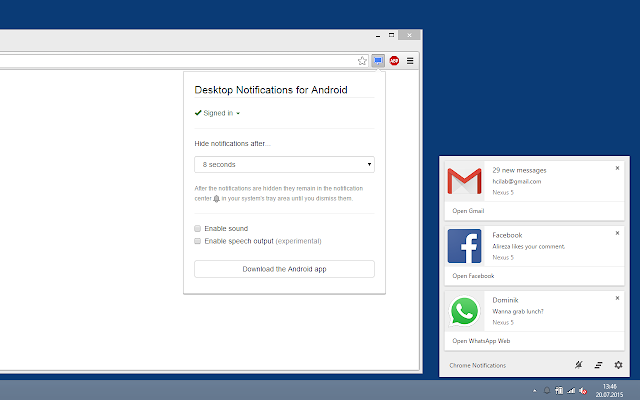 ABP
Desktop Notifications for Android
Signed in
Hide notifications after...
8 seconds
After the notifications are hidden they remain in the notification
center in your system's tray area until you dismiss them.
Enable sound
Enable speech output (experimental)
Download the Android app
29 new messages
hcilab@gmail.com
Nexus 5
Open Gmail
Facebook
Alireza likes your comment.
Nexus 5
Open Facebook
Dominik
Wanna grab lunch?
Nexus 5
Open WhatsApp Web
Chrome Notifications
13:46
20.07.2015